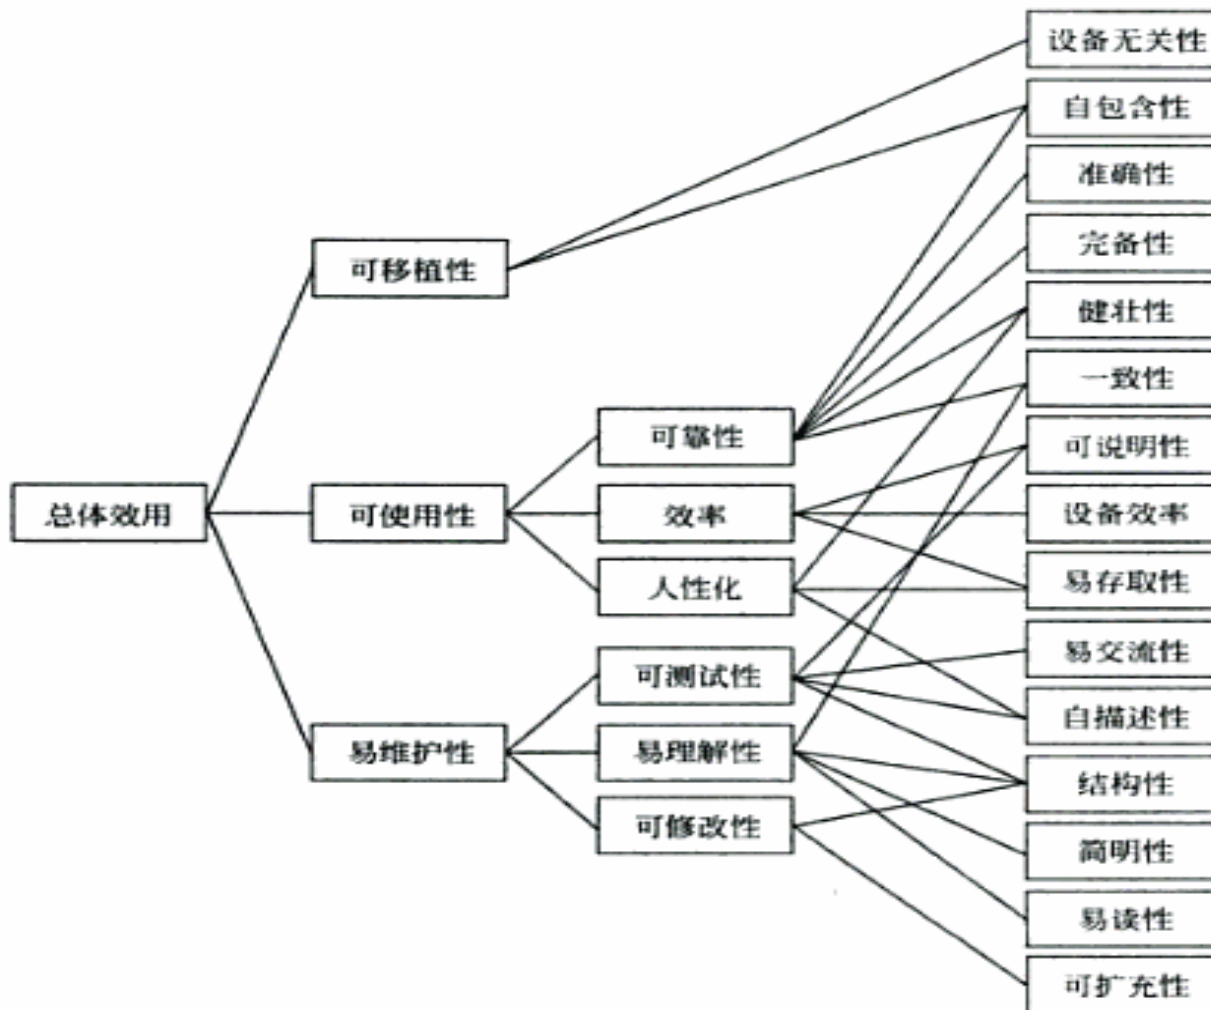 总体效用
可移植性
可使用性
易维护性
可靠性
效率
人性化
可测试性
易理解性
可修改性
设备无关性
自包含性
准确性
完备性
健壮性
一致性
可说明性
设备效率
易存取性
易交流性
自描述性
结构性
简明性
易读性
可扩充性